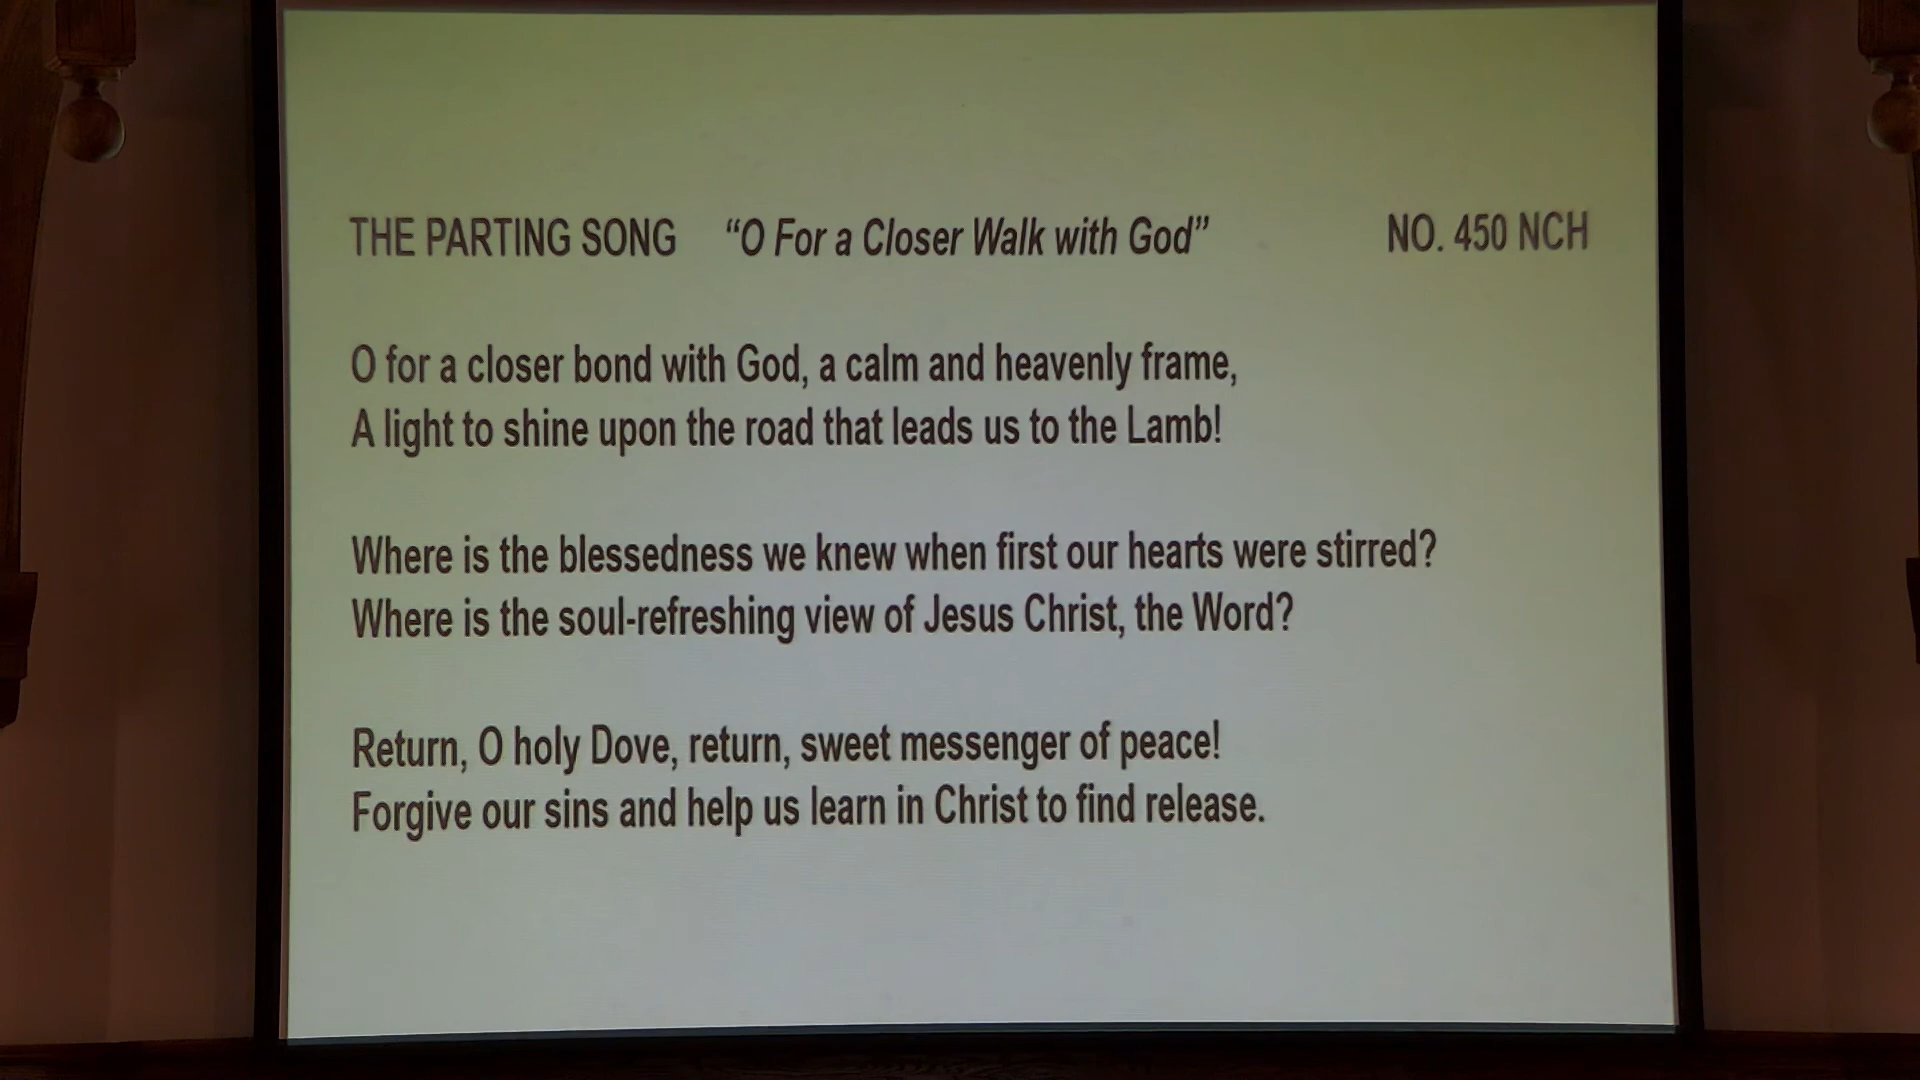 THE PARTING SONG “O For a Closer Walk with God” NO. 450 NCH
O for a closer bond with God, a calm and heavenly frame,
A light to shine upon the road that leads us to the Lamb!
Where is the blessedness we knew when first our hearts were stirred?
Where is the soul-refreshing view of Jesus Christ, the Word?
Return, O holy Dove, return, sweet messenger of peace!
Forgive our sins and help us learn in Christ to find release.